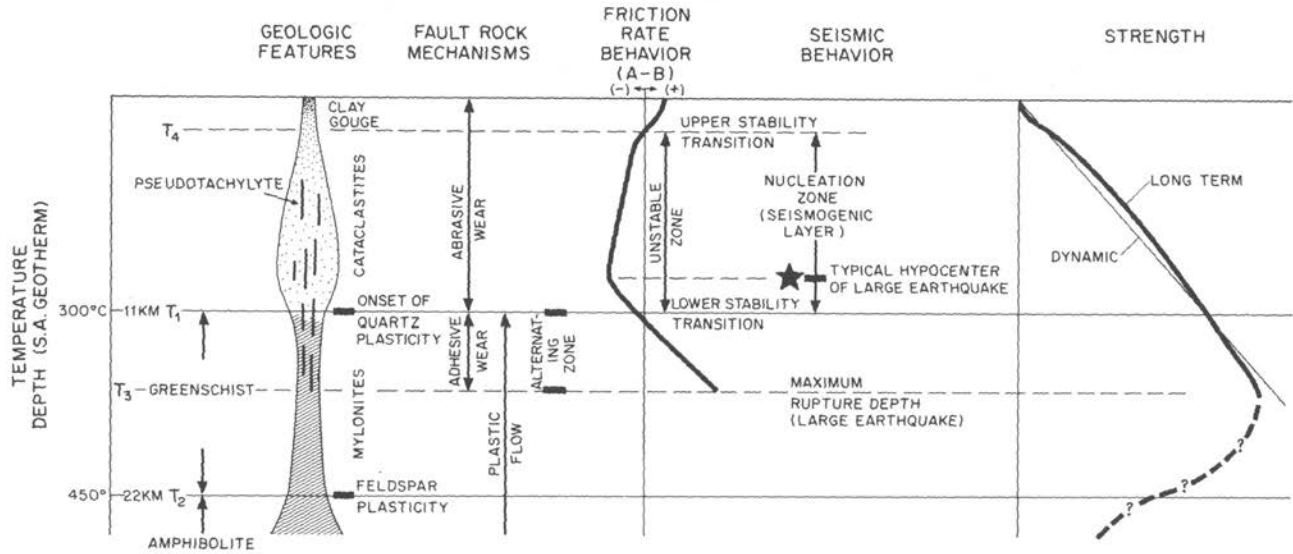 GEOLOGIC
FEATURES
FAULT ROCK
MECHANISMS
FRICTION
RATE
BEHAVIOR
(A-B)
(-) (+)
SEISMIC
BEHAVIOR
STRENGTH
TEMPERATURE
DEPTH (S.A. GEOTHERM)
CLAY
GOUGE
T4
PSEUDOTACHYLYTE
CATACLASTITES
ABRASIVE
WEAR
UNSTABLE
ZONE
UPPER STABILITY
TRANSITION
NUCLEATION
ZONE
(SEISMOGENIC
LAYER)
TYPICAL HYPOCENTER
OF LARGE EARTHQUAKE
LONG TERM
DYNAMIC
300°C 11KM T1
ONSET OF
QUARTZ
PLASTICITY
LOWER STABILITY
TRANSITION
ADHESIVE
WEAR
ALTERNAT-
ING
ZONE
T3 GREENSCHIST
MYLONITES
PLASTIC
FLOW
MAXIMUM
RUPTURE DEPTH
(LARGE EARTHQUAKE)
?
?
?
450° 22KM T2
FELDSPAR
PLASTICITY
AMPHIBOLITE